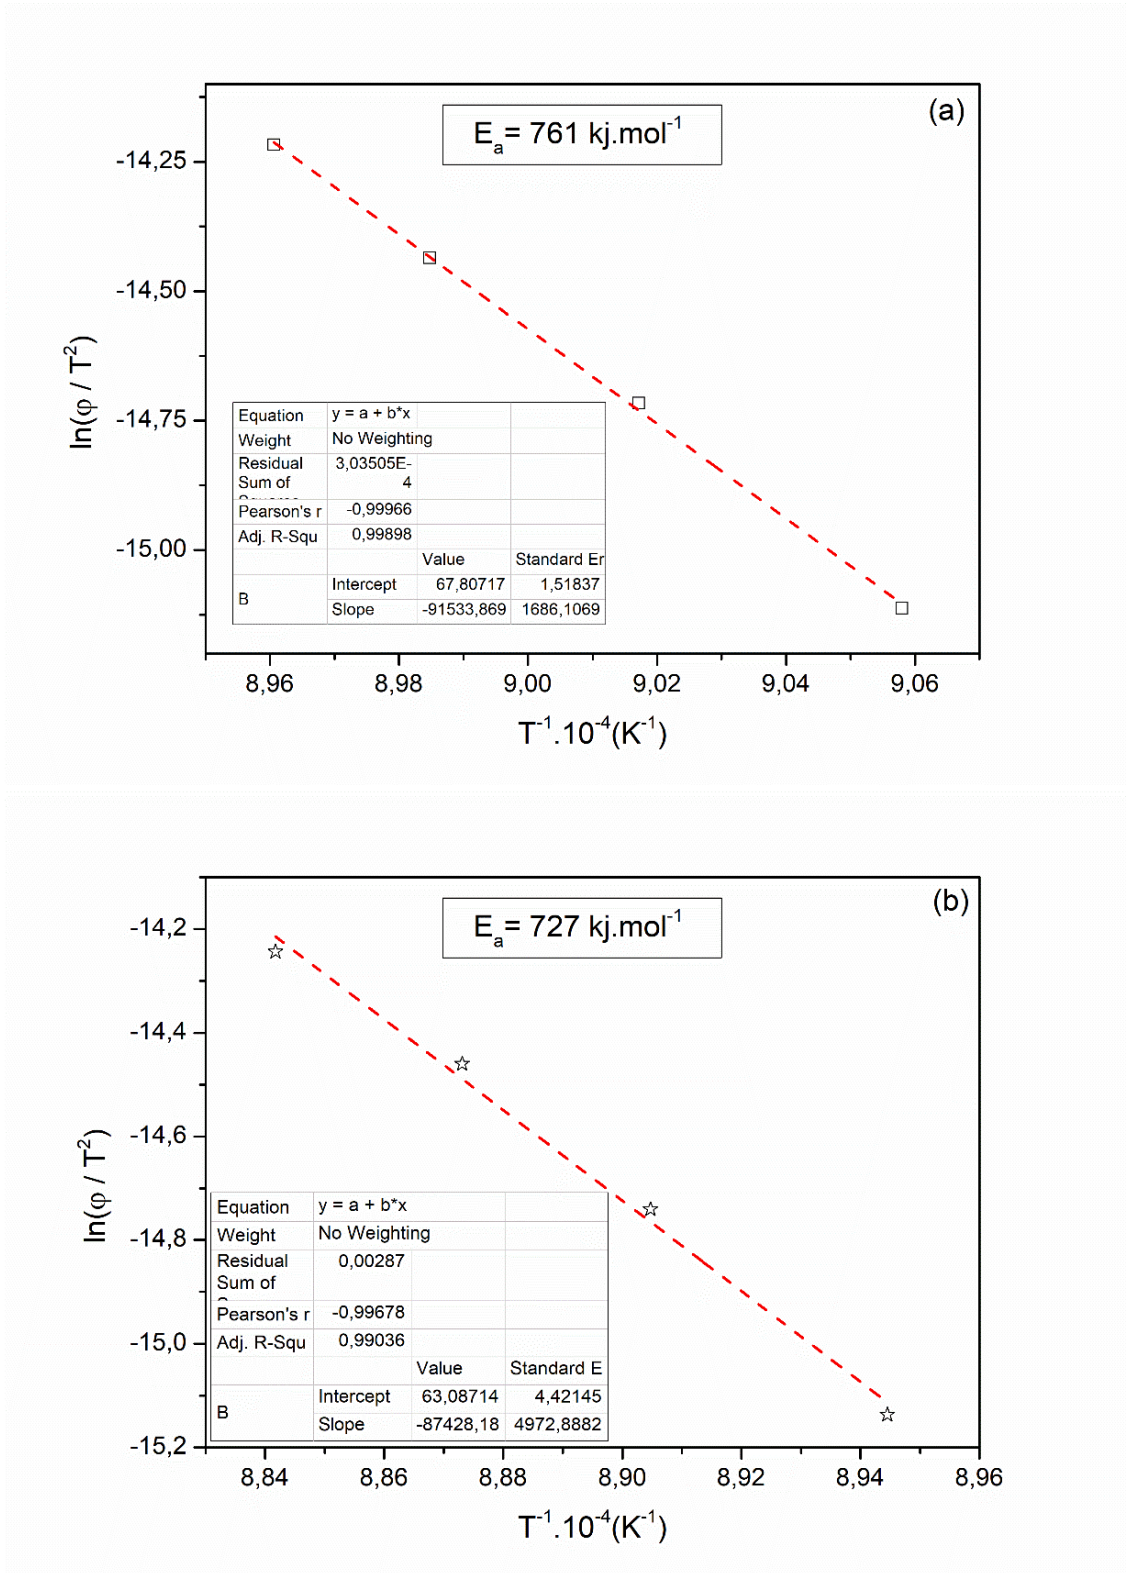 (a)
Eₐ= 761 kj.mol⁻¹
-14,25
-14,50
-14,75
-15,00
ln(φ / T²)
Equation y = a + b*x
Weight No Weighting
Residual 3,03505E-
Sum of 4
Pearson's r -0,99966
Adj. R-Squ 0,99898
Value Standard Er
B Intercept 67,80717 1,51837
Slope -91533,869 1686,1069
8,96 8,98 9,00 9,02 9,04 9,06
T⁻¹.10⁻⁴(K⁻¹)
(b)
Eₐ= 727 kj.mol⁻¹
-14,2
-14,4
-14,6
-14,8
-15,0
-15,2
ln(φ / T²)
Equation y = a + b*x
Weight No Weighting
Residual 0,00287
Sum of
Pearson's r -0,99678
Adj. R-Squ 0,99036
Value Standard E
B Intercept 63,08714 4,42145
Slope -87428,18 4972,8882
8,84 8,86 8,88 8,90 8,92 8,94 8,96
T⁻¹.10⁻⁴(K⁻¹)